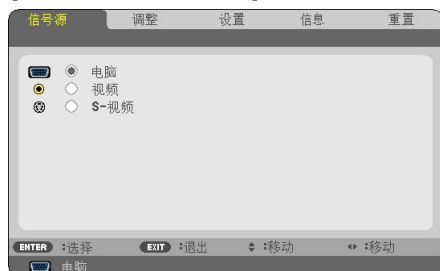 信号源 调整 设置 信息 重置
电脑
视频
S-视频
ENTER :选择 EXIT :退出 :移动 :移动
电脑